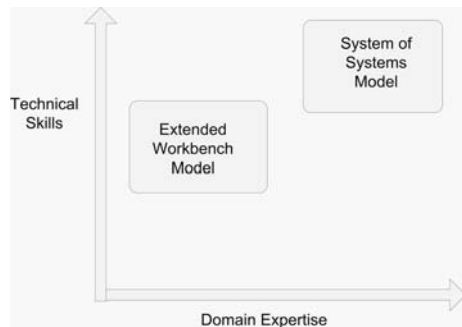 System of
Systems
Model
Technical
Skills
Extended
Workbench
Model
Domain Expertise